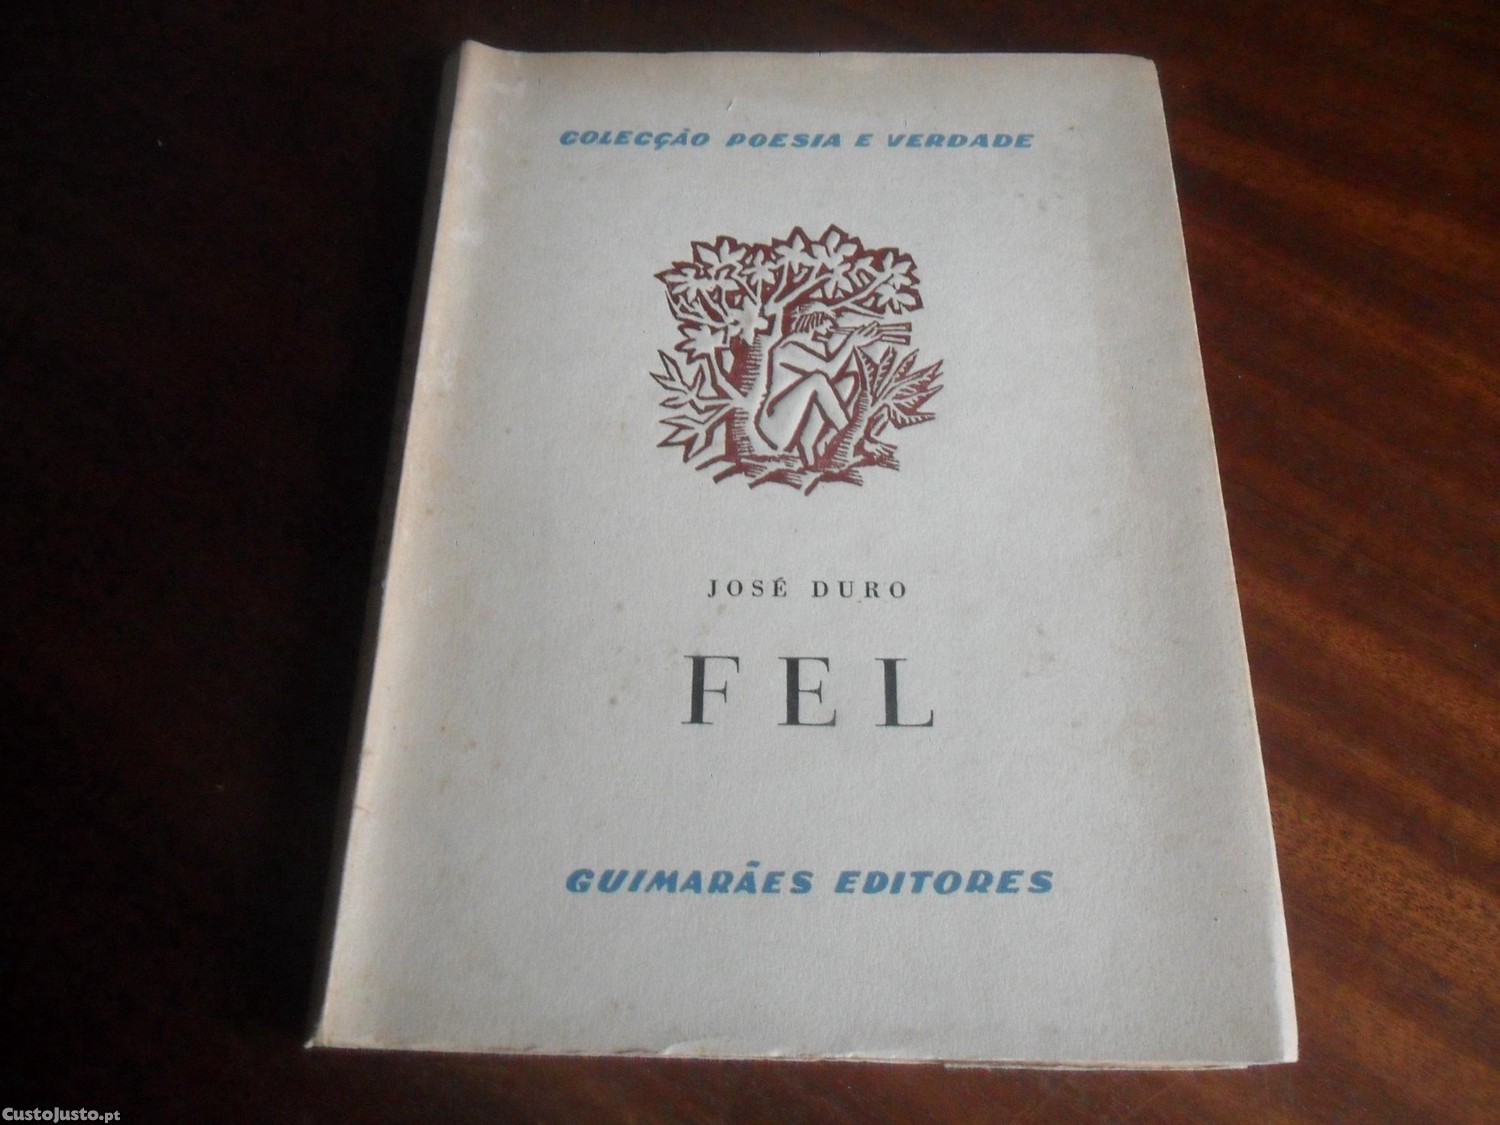 COLECÇÃO POESIA E VERDADE
JOSÉ DURO
FEL
GUIMARÃES EDITORES
CustoJusto.pt